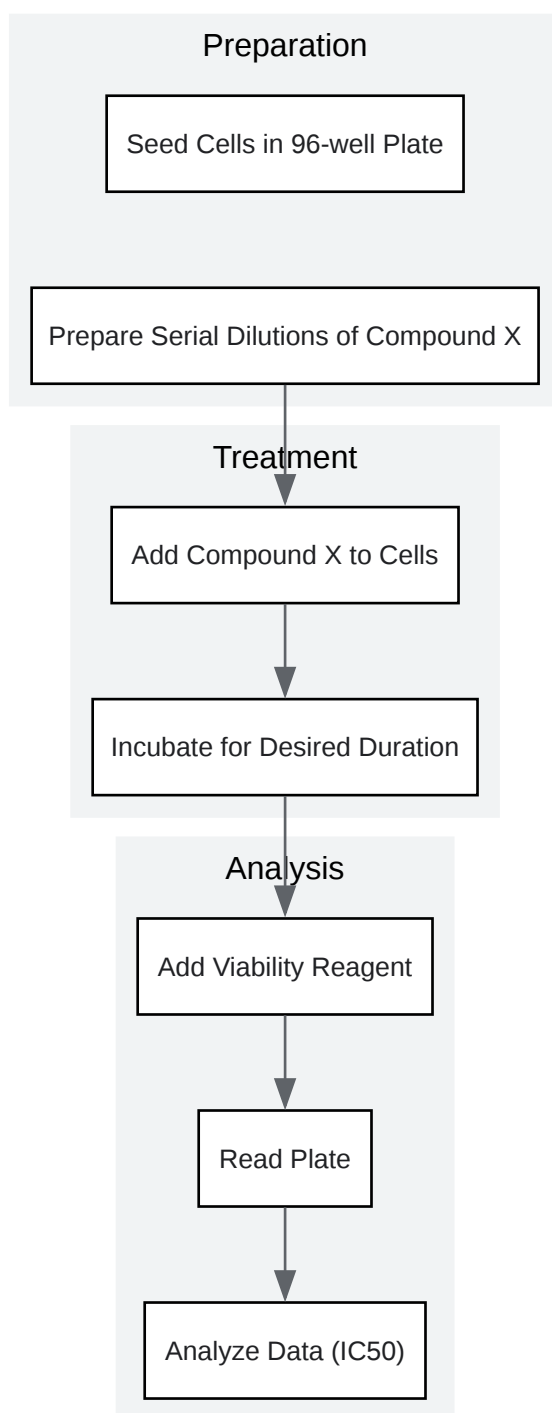 Preparation
Seed Cells in 96-well Plate
Prepare Serial Dilutions of Compound X
Treatment
Add Compound X to Cells
Incubate for Desired Duration
Analysis
Add Viability Reagent
Read Plate
Analyze Data (IC50)